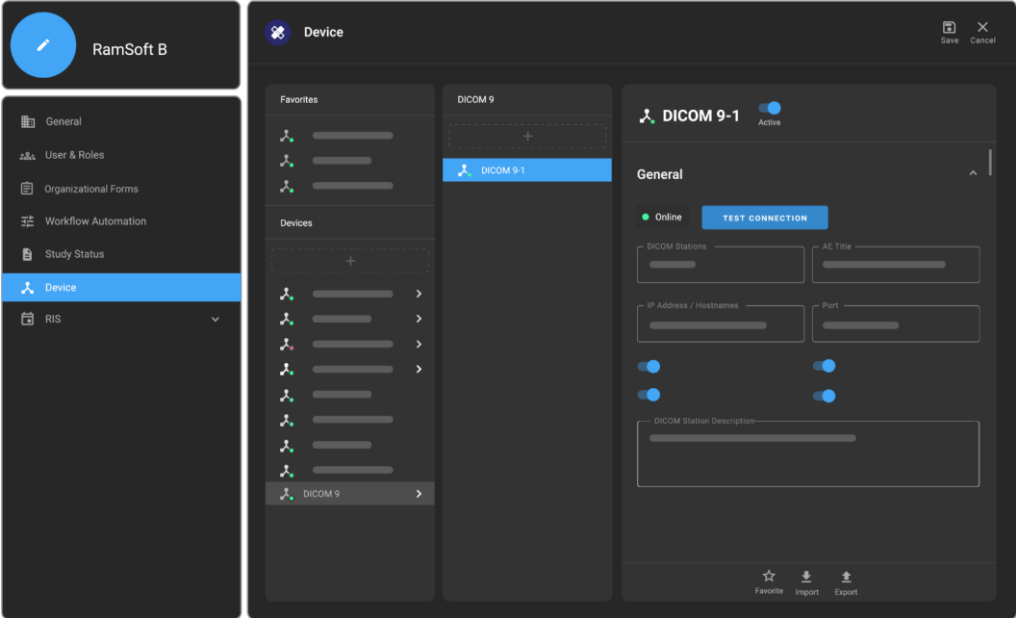 RamSoft B
General
User & Roles
Organizational Forms
Workflow Automation
Study Status
Device
RIS
Device
Save
Cancel
Favorites
Devices
DICOM 9
DICOM 9
DICOM 9-1
DICOM 9-1
Active
General
Online
TEST CONNECTION
DICOM Stations
AE Title
IP Address / Hostnames
Port
DICOM Station Description
Favorite
Import
Export